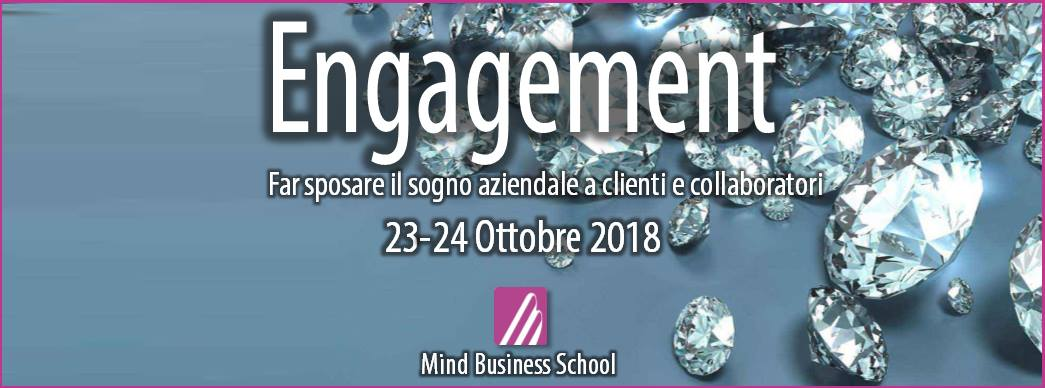 Engagement
Far sposare il sogno aziendale a clienti e collaboratori
23-24 Ottobre 2018
Mind Business School